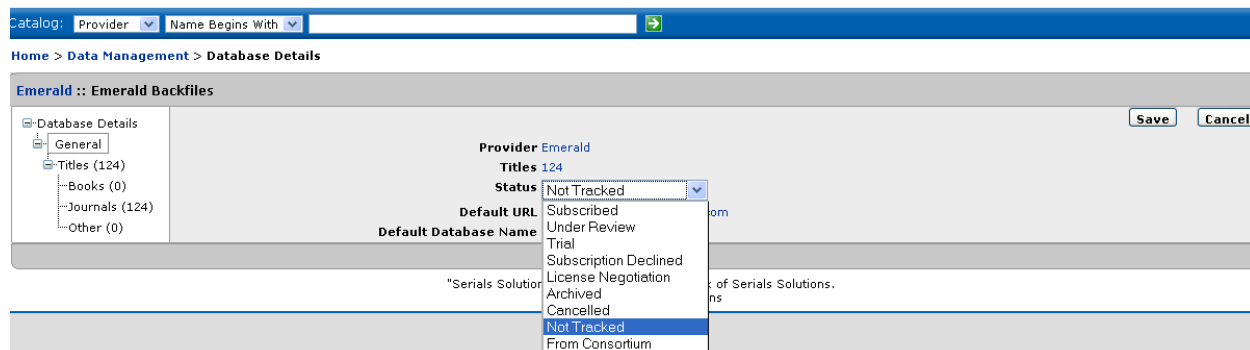 Catalog: Provider Name Begins With
Home > Data Management > Database Details
Emerald :: Emerald Backfiles
Save Cancel
Database Details
General
Titles (124)
Books (0)
Journals (124)
Other (0)
Provider Emerald
Titles 124
Status Not Tracked
Default URL om
Default Database Name
Subscribed
Under Review
Trial
Subscription Declined
License Negotiation
Archived
Cancelled
Not Tracked
From Consortium
"Serials Solution of Serials Solutions.
ns